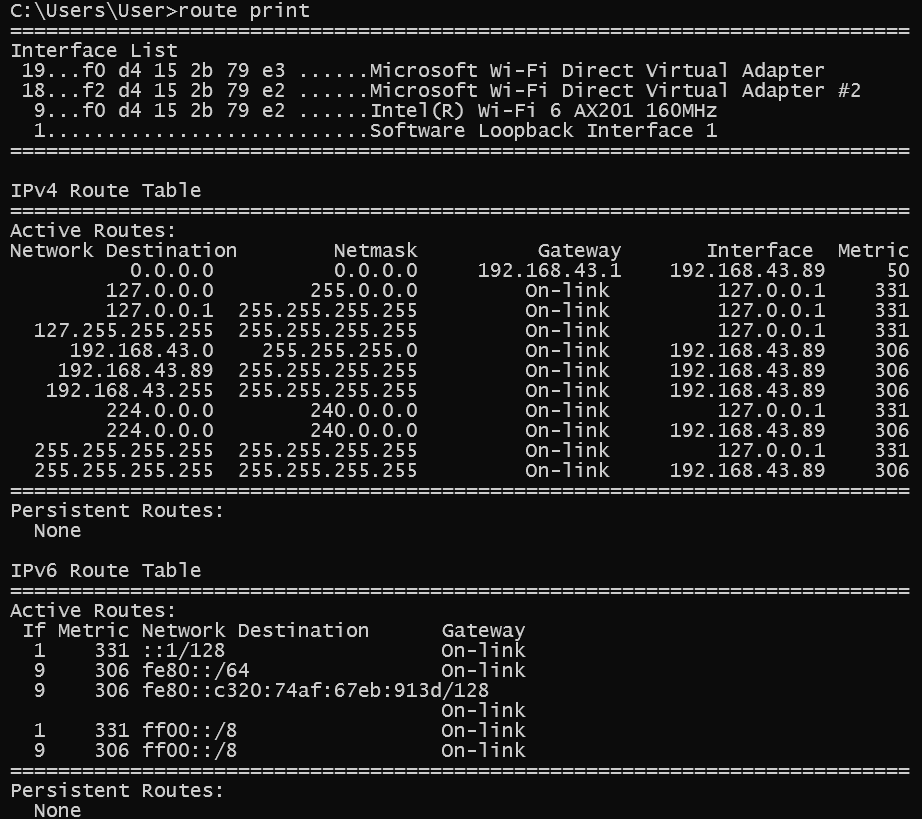 C:\Users\User>route print
===========================================================================
Interface List
 19...f0 d4 15 2b 79 e3 ......Microsoft Wi-Fi Direct Virtual Adapter
 18...f2 d4 15 2b 79 e2 ......Microsoft Wi-Fi Direct Virtual Adapter #2
  9...f0 d4 15 2b 79 e2 ......Intel(R) Wi-Fi 6 AX201 160MHz
  1...........................Software Loopback Interface 1
===========================================================================

IPv4 Route Table
===========================================================================
Active Routes:
Network Destination        Netmask          Gateway       Interface  Metric
          0.0.0.0          0.0.0.0     192.168.43.1    192.168.43.89     50
        127.0.0.0        255.0.0.0         On-link         127.0.0.1    331
        127.0.0.1  255.255.255.255         On-link         127.0.0.1    331
  127.255.255.255  255.255.255.255         On-link         127.0.0.1    331
     192.168.43.0    255.255.255.0         On-link     192.168.43.89    306
    192.168.43.89  255.255.255.255         On-link     192.168.43.89    306
   192.168.43.255  255.255.255.255         On-link     192.168.43.89    306
        224.0.0.0        240.0.0.0         On-link         127.0.0.1    331
        224.0.0.0        240.0.0.0         On-link     192.168.43.89    306
  255.255.255.255  255.255.255.255         On-link         127.0.0.1    331
  255.255.255.255  255.255.255.255         On-link     192.168.43.89    306
===========================================================================
Persistent Routes:
  None

IPv6 Route Table
===========================================================================
Active Routes:
 If Metric Network Destination      Gateway
  1    331 ::1/128                  On-link
  9    306 fe80::/64                On-link
  9    306 fe80::c320:74af:67eb:913d/128
                                    On-link
  1    331 ff00::/8                 On-link
  9    306 ff00::/8                 On-link
===========================================================================
Persistent Routes:
  None